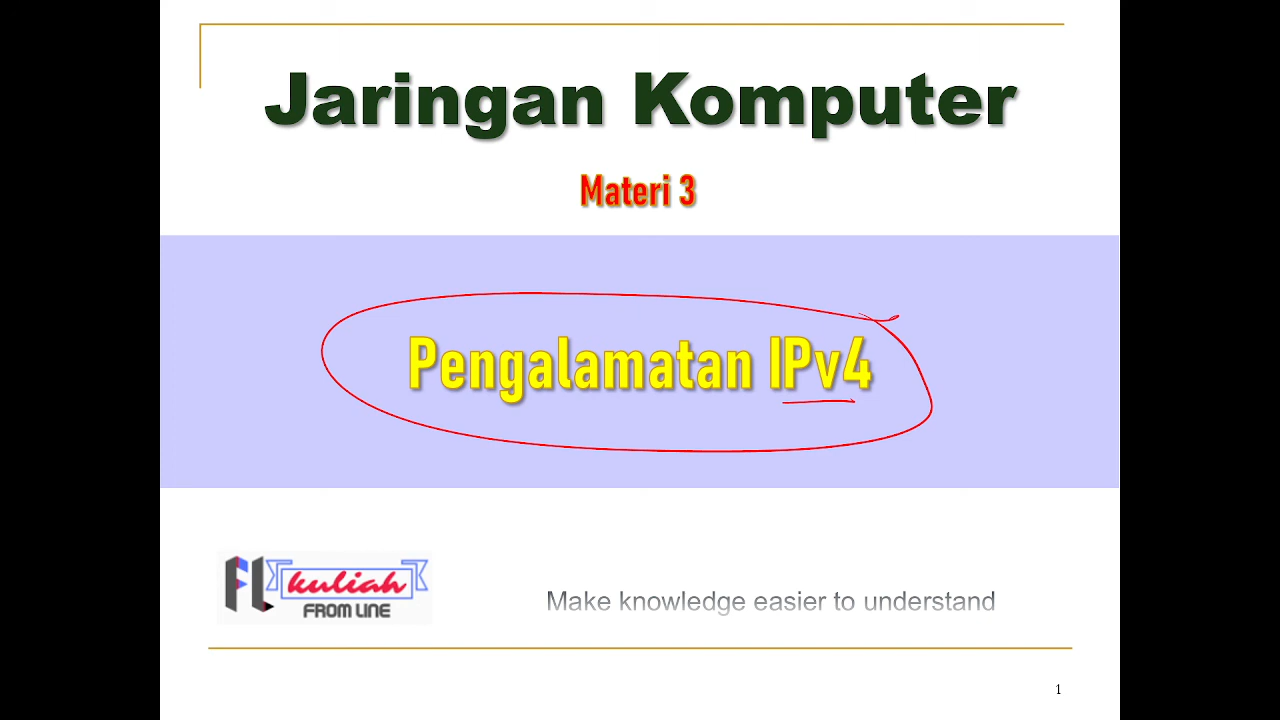 Jaringan Komputer
Materi 3
Pengalamatan IPv4
FL kuliah
FROM LINE
Make knowledge easier to understand
1